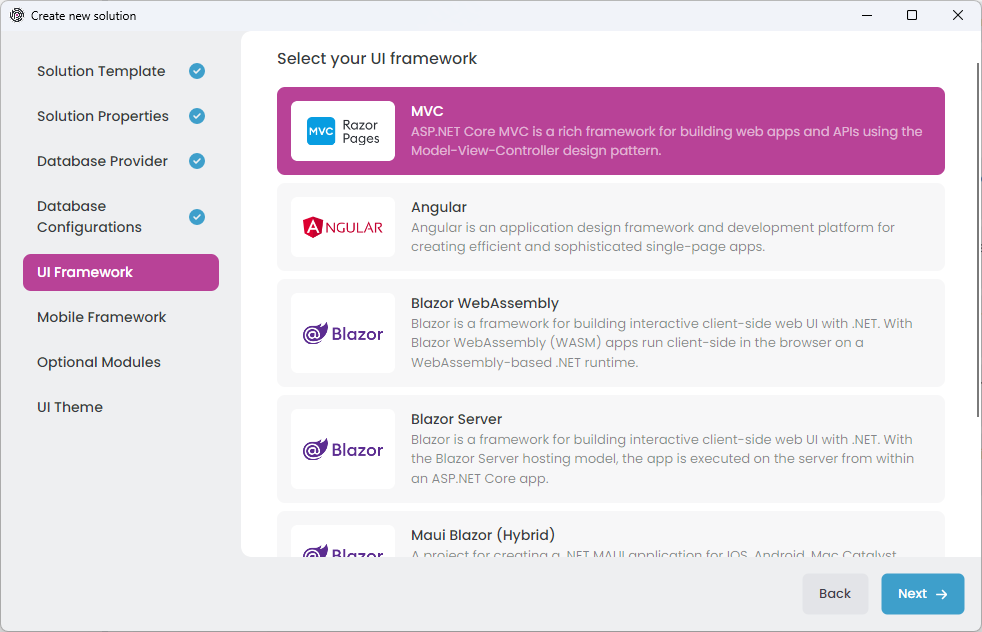 Create new solution
Solution Template
Solution Properties
Database Provider
Database
Configurations
UI Framework
Mobile Framework
Optional Modules
UI Theme
Select your UI framework
MVC
Razor
Pages
MVC
ASP.NET Core MVC is a rich framework for building web apps and APIs using the
Model-View-Controller design pattern.
ANGULAR
Angular
Angular is an application design framework and development platform for
creating efficient and sophisticated single-page apps.
Blazor
Blazor WebAssembly
Blazor is a framework for building interactive client-side web UI with .NET. With
Blazor WebAssembly (WASM) apps run client-side in the browser on a
WebAssembly-based .NET runtime.
Blazor
Blazor Server
Blazor is a framework for building interactive client-side web UI with .NET. With
the Blazor Server hosting model, the app is executed on the server from within
an ASP.NET Core app.
Blazor
Maui Blazor (Hybrid)
A project for creating a .NET MAUI application for IOS, Android, Mac Catalyst,
Back
Next →